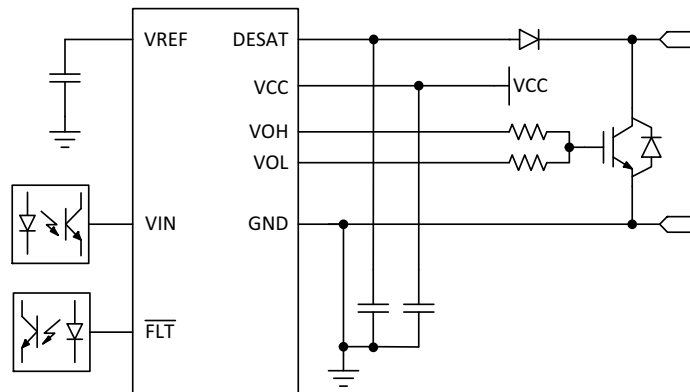 VREF
DESAT
VCC
VCC
VOH
VOL
VIN
GND
FLT